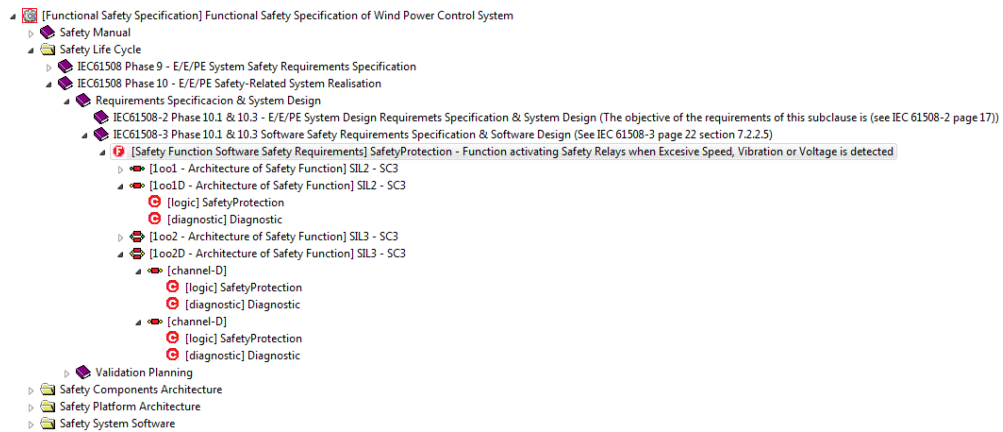 [Functional Safety Specification] Functional Safety Specification of Wind Power Control System
Safety Manual
Safety Life Cycle
IEC61508 Phase 9 - E/E/PE System Safety Requirements Specification
IEC61508 Phase 10 - E/E/PE Safety-Related System Realisation
Requirements Specificacion & System Design
IEC61508-2 Phase 10.1 & 10.3 - E/E/PE System Design Requiremets Specification & System Design (The objective of the requirements of this subclause is (see IEC 61508-2 page 17))
IEC61508-3 Phase 10.1 & 10.3 Software Safety Requirements Specification & Software Design (See IEC 61508-3 page 22 section 7.2.2.5)
F [Safety Function Software Safety Requirements] SafetyProtection - Function activating Safety Relays when Excesive Speed, Vibration or Voltage is detected
[1oo1 - Architecture of Safety Function] SIL2 - SC3
[1oo1D - Architecture of Safety Function] SIL2 - SC3
C [logic] SafetyProtection
C [diagnostic] Diagnostic
[1oo2 - Architecture of Safety Function] SIL3 - SC3
[1oo2D - Architecture of Safety Function] SIL3 - SC3
[channel-D]
C [logic] SafetyProtection
C [diagnostic] Diagnostic
[channel-D]
C [logic] SafetyProtection
C [diagnostic] Diagnostic
Validation Planning
Safety Components Architecture
Safety Platform Architecture
Safety System Software